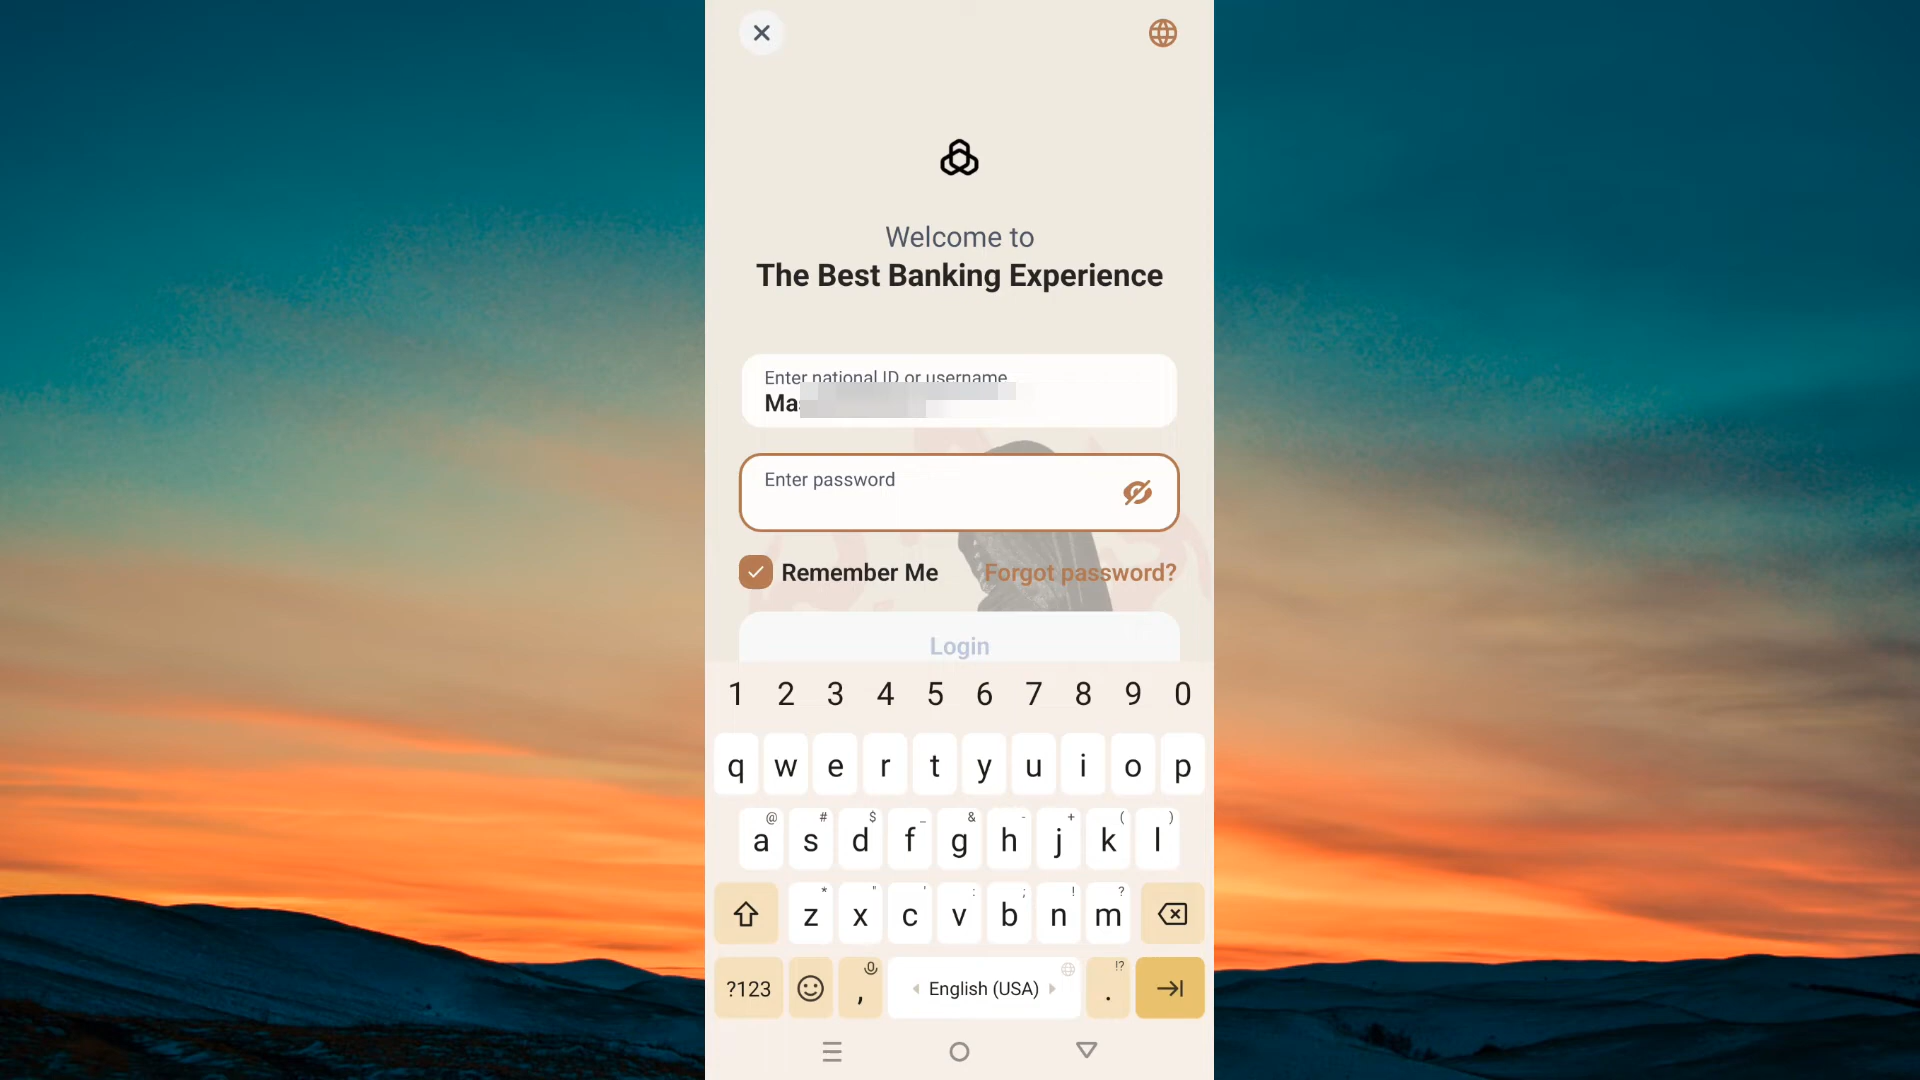 Welcome to
The Best Banking Experience
Enter national ID or username
Enter password
Remember Me Forgot password?
Login
1 2 3 4 5 6 7 8 9 0
q w e r t y u i o p
@ # $ _ & - + ( )
a s d f g h j k l
* " ' : ; ! ?
z x c v b n m
!?
?123 , English (USA) .